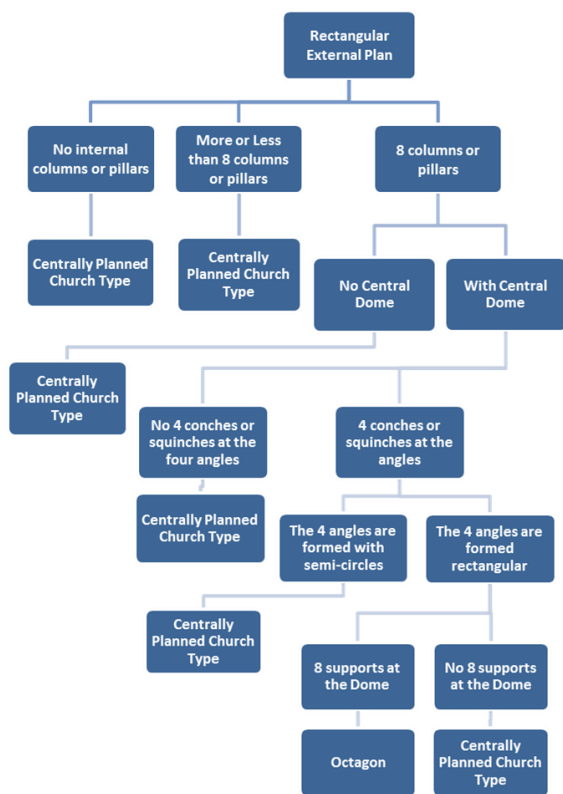 Rectangular
External Plan
No internal
columns or pillars
More or Less
than 8 columns
or pillars
8 columns or
pillars
Centrally Planned
Church Type
Centrally
Planned Church
Type
No Central
Dome
With Central
Dome
Centrally
Planned Church
Type
No 4 conches or
squinches at the
four angles
4 conches or
squinches at the
angles
Centrally Planned
Church Type
The 4 angles are
formed with
semi-circles
The 4 angles are
formed
rectangular
Centrally
Planned Church
Type
8 supports at
the Dome
No 8 supports
at the Dome
Octagon
Centrally
Planned Church
Type